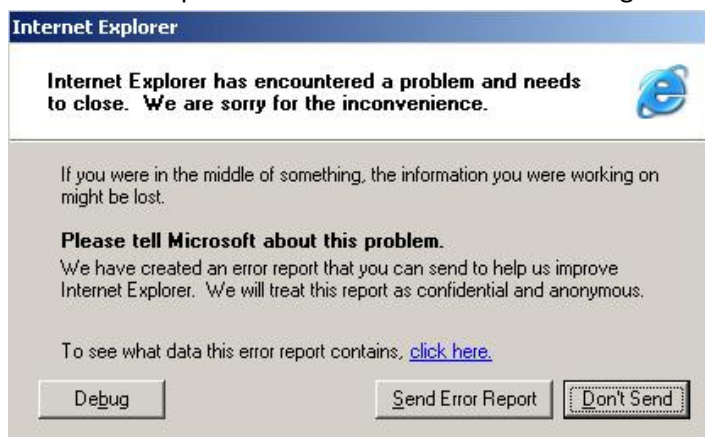 Internet Explorer
Internet Explorer has encountered a problem and needs
to close.  We are sorry for the inconvenience.
If you were in the middle of something, the information you were working on
might be lost.
Please tell Microsoft about this problem.
We have created an error report that you can send to help us improve
Internet Explorer.  We will treat this report as confidential and anonymous.
To see what data this error report contains, click here.
Debug
Send Error Report
Don't Send